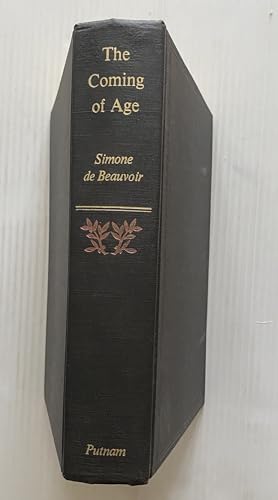 The
Coming
of Age
Simone
de Beauvoir
Putnam